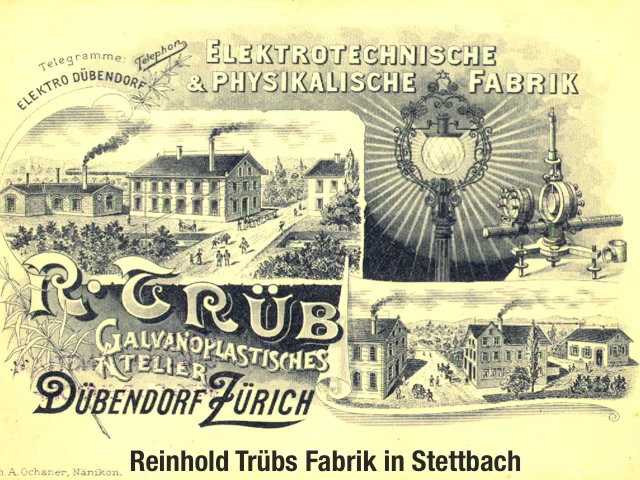 Telegramme:
ELEKTRO DÜBENDORF
Telephon
ELEKTROTECHNISCHE
& PHYSIKALISCHE FABRIK
R. TRÜB
GALVANOPLASTISCHES
ATELIER
DÜBENDORF ZÜRICH
A. Ochsner, Nänikon.
Reinhold Trübs Fabrik in Stettbach